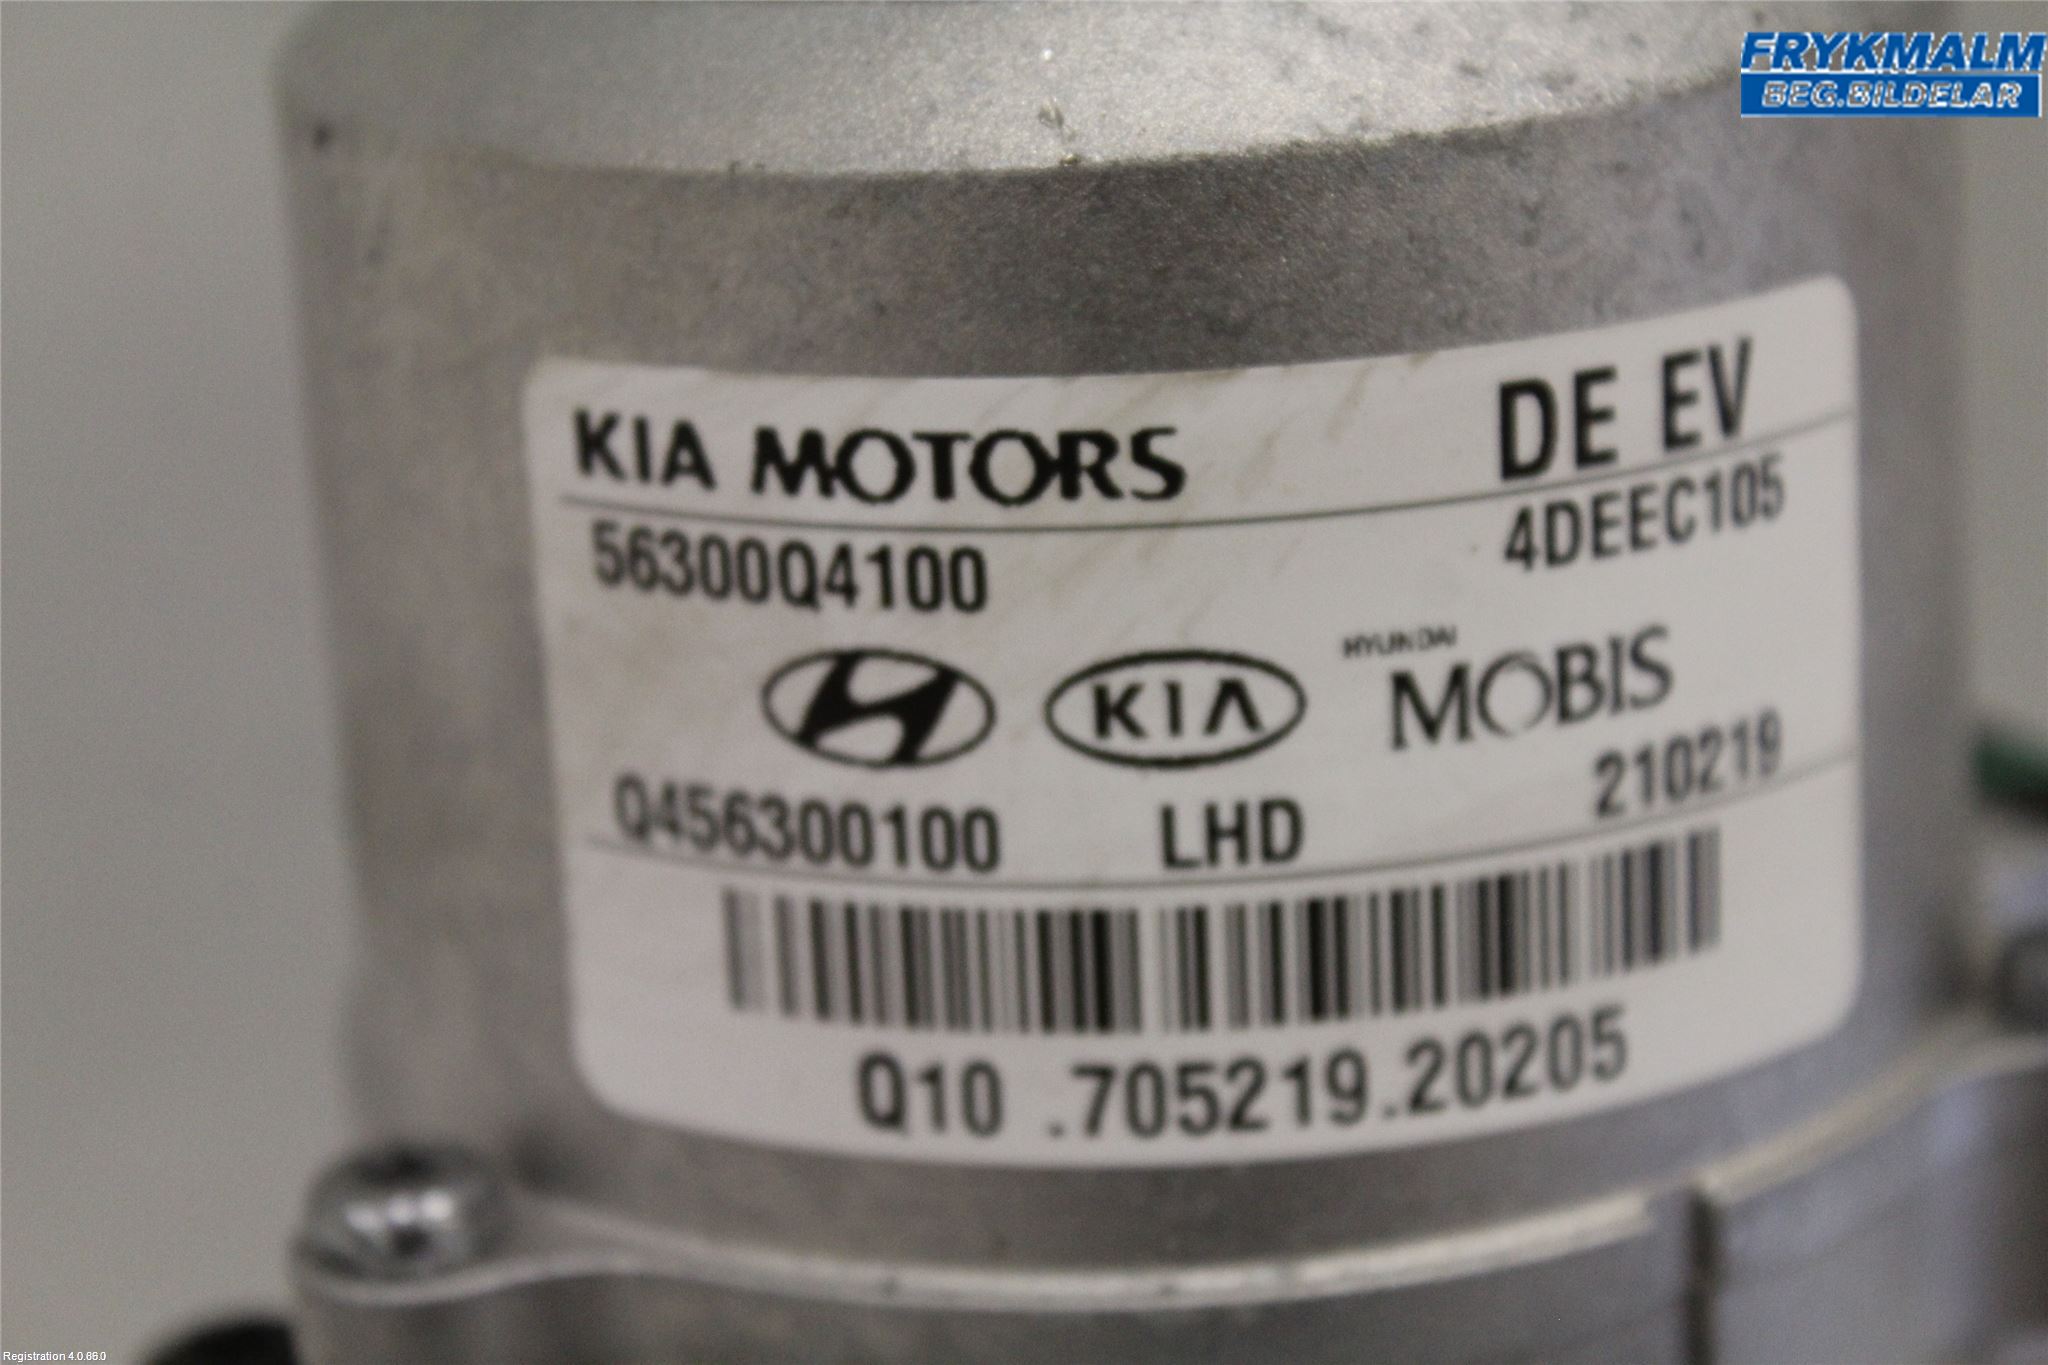 FRYKMALM
BEG.BILDELAR
KIA MOTORS DE EV
56300Q4100 4DEEC105
KIA HYUNDAI MOBIS
Q456300100 LHD 210219
Q10 .705219.20205
Registration 4.0.66.0